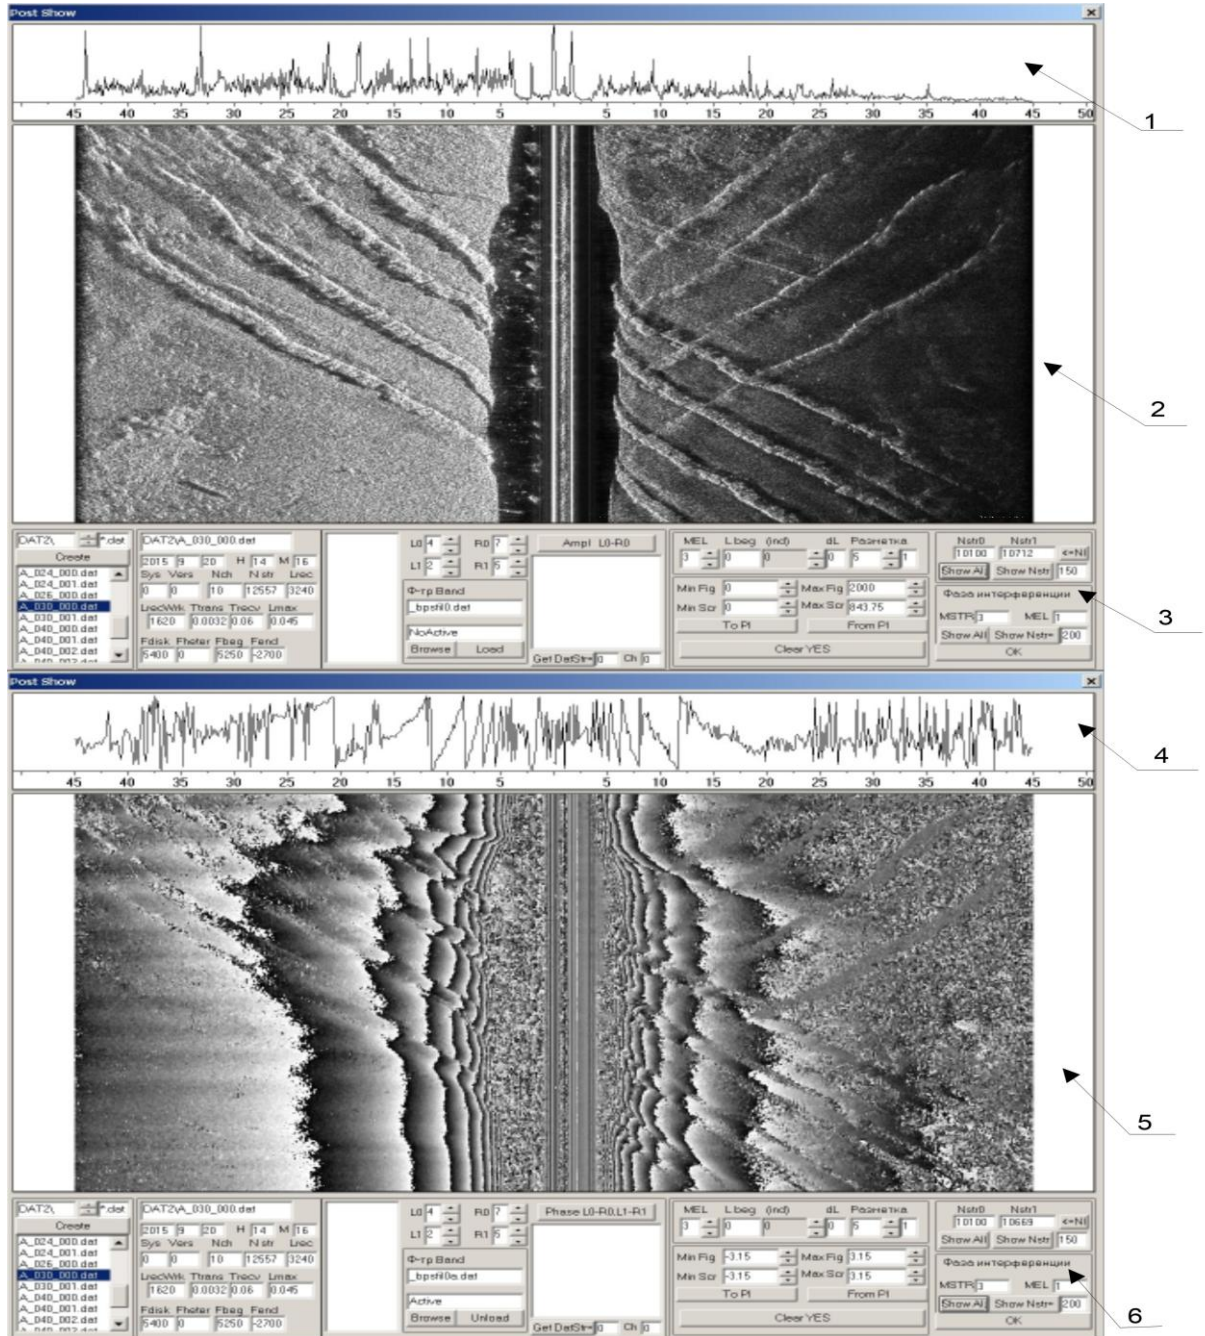 Post Show
45 40 35 30 25 20 15 10 5 5 10 15 20 25 30 35 40 45 50
1
2
DAT2\ *.dat
Create
A_024_000.dat
A_024_001.dat
A_026_000.dat
A_030_000.dat
A_030_001.dat
A_040_000.dat
A_040_001.dat
A_040_002.dat
DAT2\A_030_000.dat
2015 9 20 H 14 M 16
Sys Vers Nch N str Lrec
0 0 10 12557 3240
LrecWrk Ttrans Trecv Lmax
1620 0.0032 0.06 0.045
Fdisk Fheter Fbeg Fend
5400 0 5250 -2700
L0 4 R0 7
L1 2 R1 5
Ф-тр Band
_bpsfil0.dat
NoActive
Browse Load
Ampl L0-R0
Get DatStr= 0 Ch 0
MEL L beg (ind) dL Разметка
3 0 0 0 5 1
Min Fig 0 Max Fig 2000
Min Scr 0 Max Scr 843.75
To PI From PI
Clear YES
Nstr0 Nstr1
10100 10712 <=NI
Show All Show Nstr 150
Фаза интерференции
MSTR 3 MEL 1
Show All Show Nstr= 200
OK
3
Post Show
45 40 35 30 25 20 15 10 5 5 10 15 20 25 30 35 40 45 50
4
5
DAT2\ *.dat
Create
A_024_000.dat
A_026_000.dat
A_030_000.dat
A_030_001.dat
A_040_000.dat
A_040_001.dat
A_040_002.dat
DAT2\A_030_000.dat
2015 9 20 H 14 M 16
Sys Vers Nch N str Lrec
0 0 10 12557 3240
LrecWrk Ttrans Trecv Lmax
1620 0.0032 0.06 0.045
Fdisk Fheter Fbeg Fend
5400 0 5250 -2700
L0 4 R0 7
L1 2 R1 5
Ф-тр Band
_bpsfil0a.dat
Active
Browse Unload
Phase L0-R0,L1-R1
Get DatStr= 0 Ch 0
MEL L beg (ind) dL Разметка
3 0 0 0 5 1
Min Fig -3.15 Max Fig 3.15
Min Scr -3.15 Max Scr 3.15
To PI From PI
Clear YES
Nstr0 Nstr1
10100 10669 <=NI
Show All Show Nstr 150
Фаза интерференции
MSTR 3 MEL 1
Show All Show Nstr= 200
OK
6